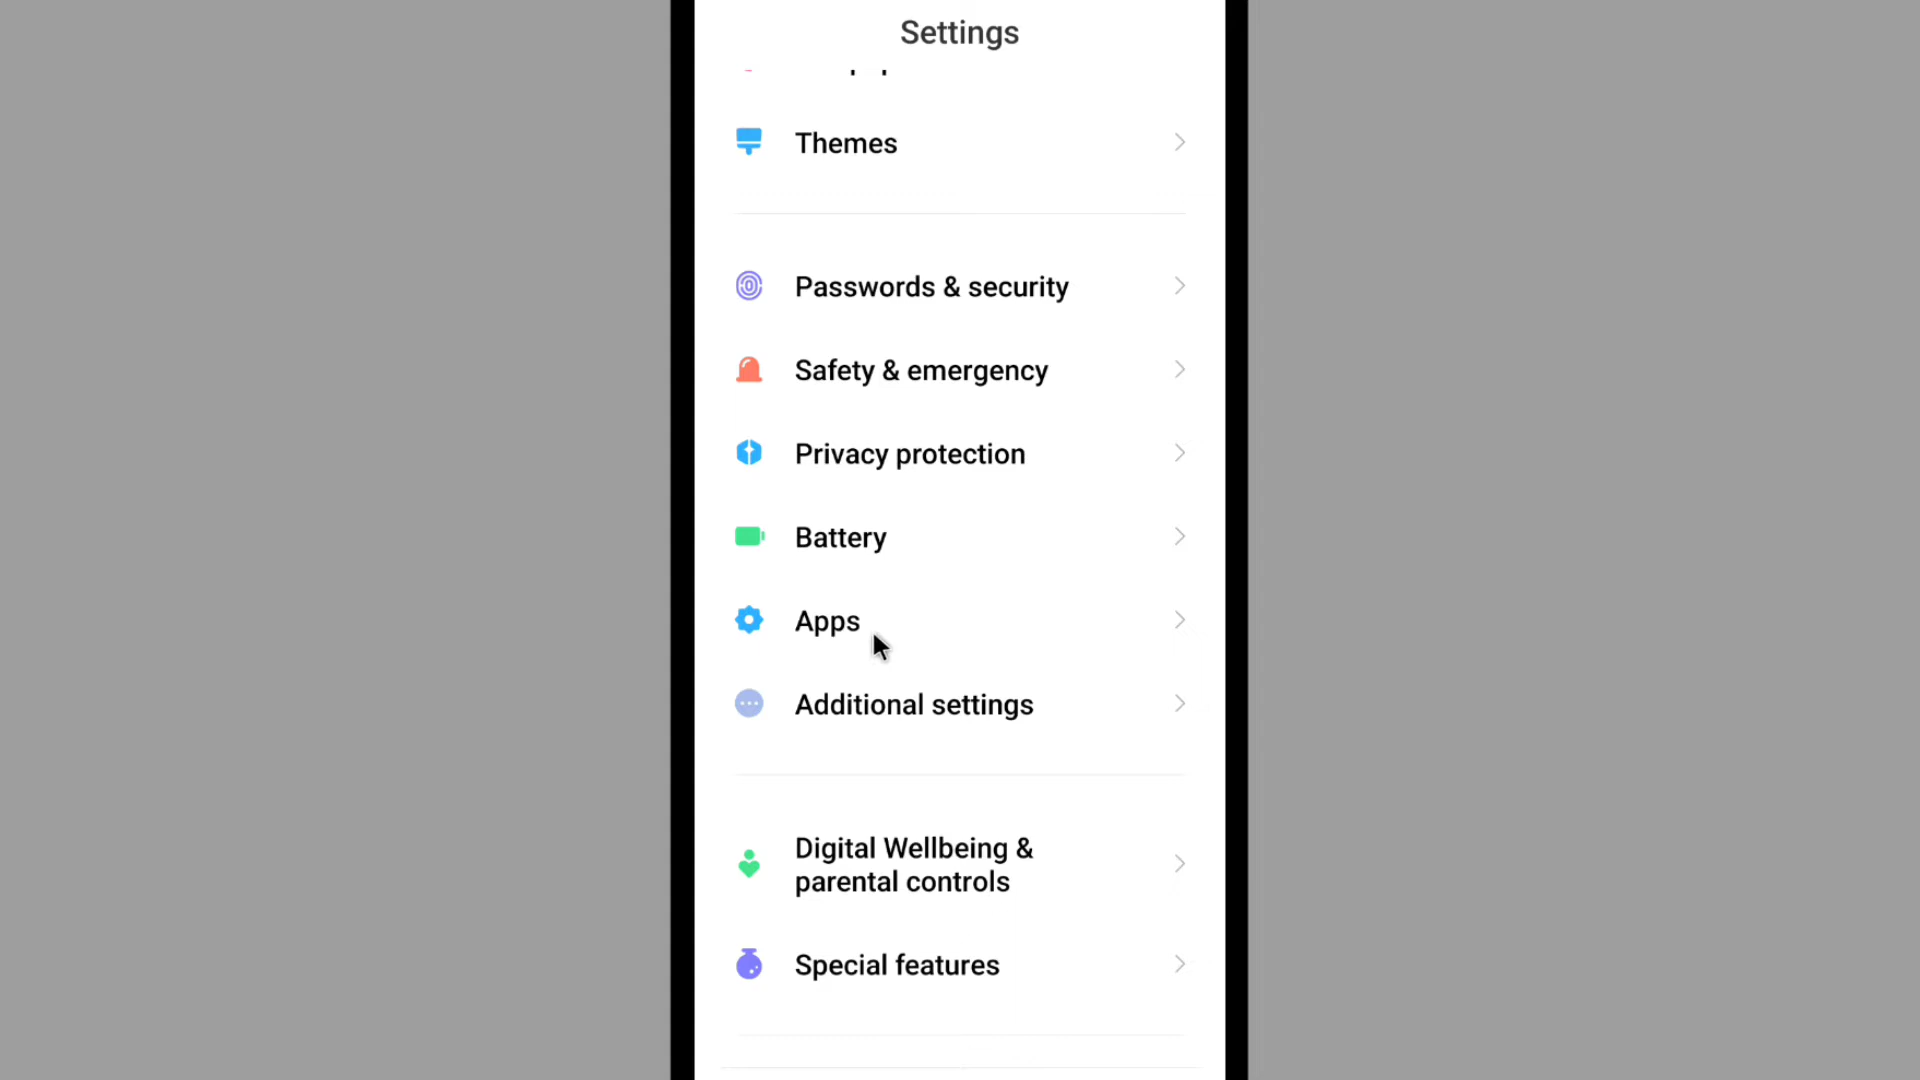 Settings
Themes
Passwords & security
Safety & emergency
Privacy protection
Battery
Apps
Additional settings
Digital Wellbeing &
parental controls
Special features